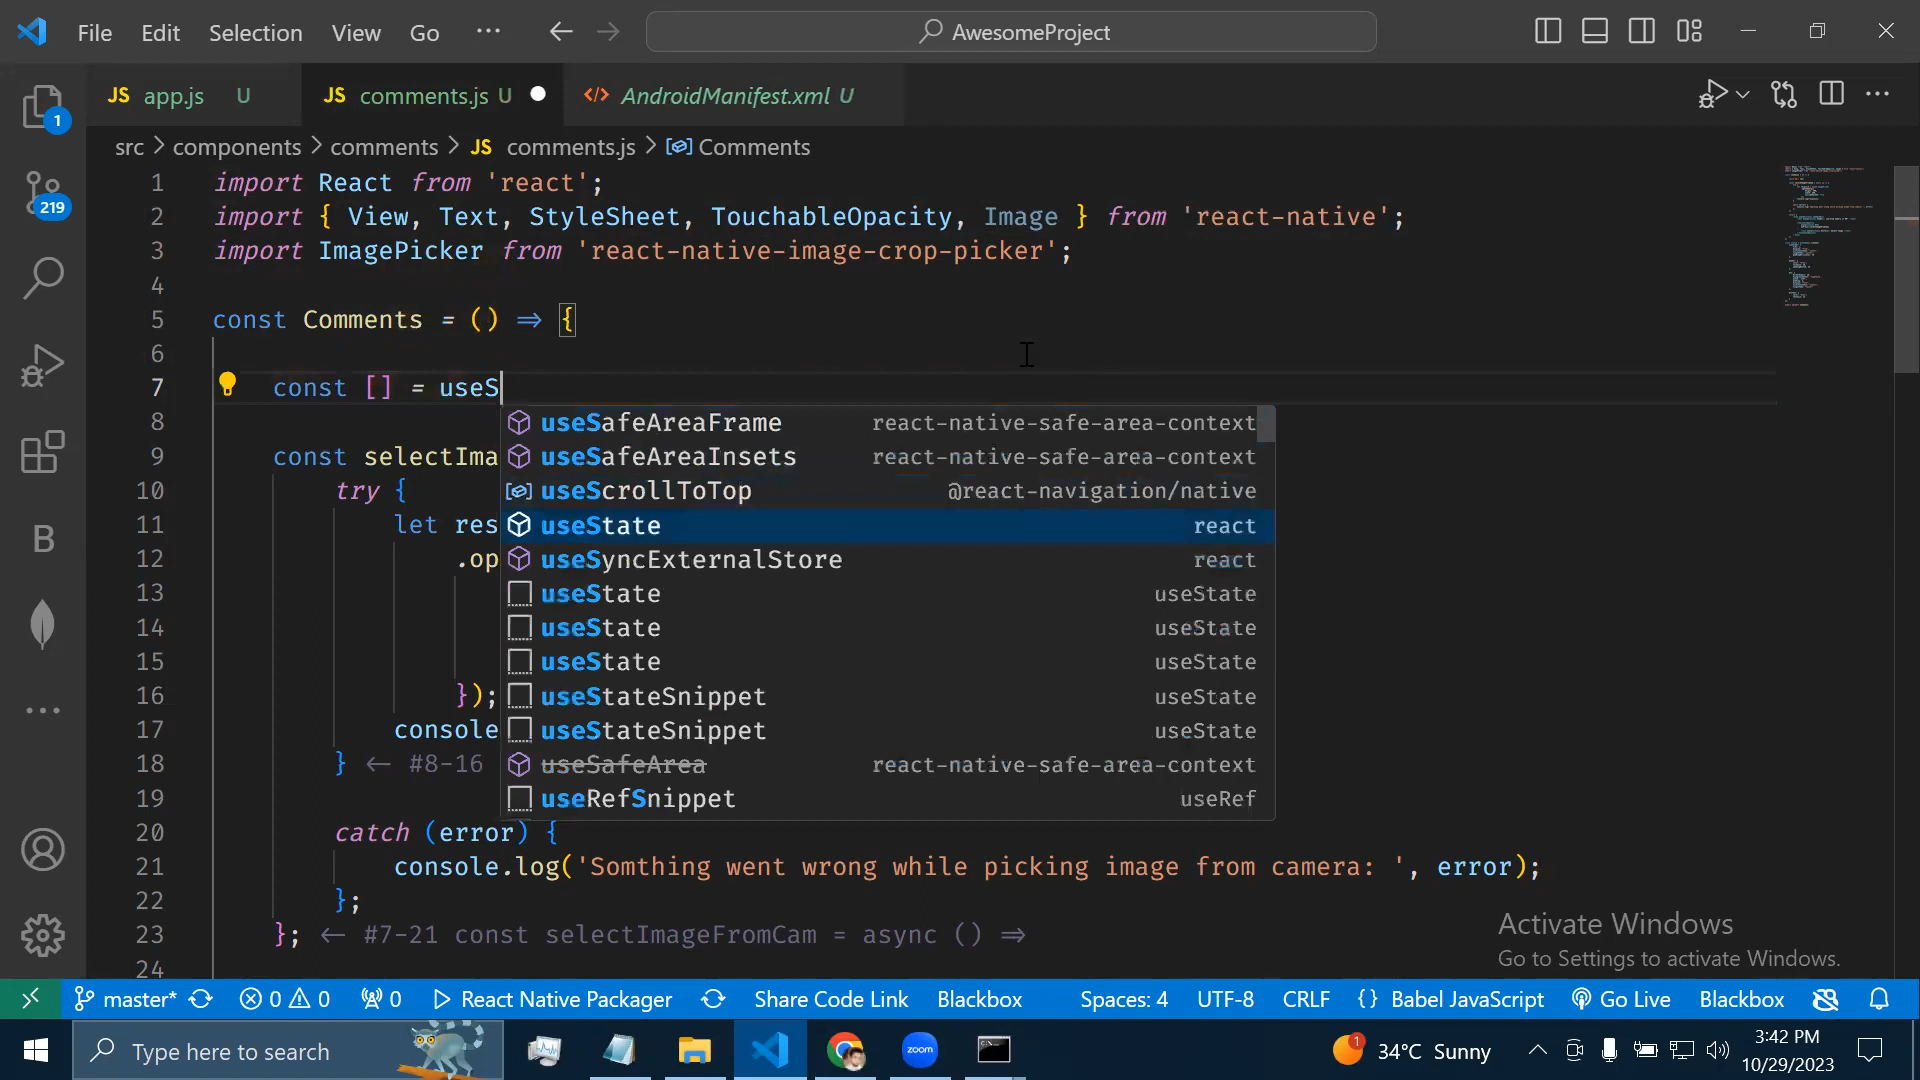 File Edit Selection View Go ··· AwesomeProject
JS app.js U JS comments.js U AndroidManifest.xml U
src > components > comments > JS comments.js > Comments
1 import React from 'react';
2 import { View, Text, StyleSheet, TouchableOpacity, Image } from 'react-native';
3 import ImagePicker from 'react-native-image-crop-picker';
4
5 const Comments = () => {
6
7 const [] = useS
8 useSafeAreaFrame react-native-safe-area-context
9 const selectIma useSafeAreaInsets react-native-safe-area-context
10 try { useScrollToTop @react-navigation/native
11 let res useState react
12 .op useSyncExternalStore react
13 useState useState
14 useState useState
15 useState useState
16 }); useStateSnippet useState
17 console useStateSnippet useState
18 } <- #8-16 useSafeArea react-native-safe-area-context
19 useRefSnippet useRef
20 catch (error) {
21 console.log('Somthing went wrong while picking image from camera: ', error);
22 };
23 }; <- #7-21 const selectImageFromCam = async () =>
24
1
219
B
Activate Windows
Go to Settings to activate Windows.
master* 0 0 0 React Native Packager Share Code Link Blackbox Spaces: 4 UTF-8 CRLF {} Babel JavaScript Go Live Blackbox
Type here to search zoom 1 34°C Sunny 3:42 PM
10/29/2023